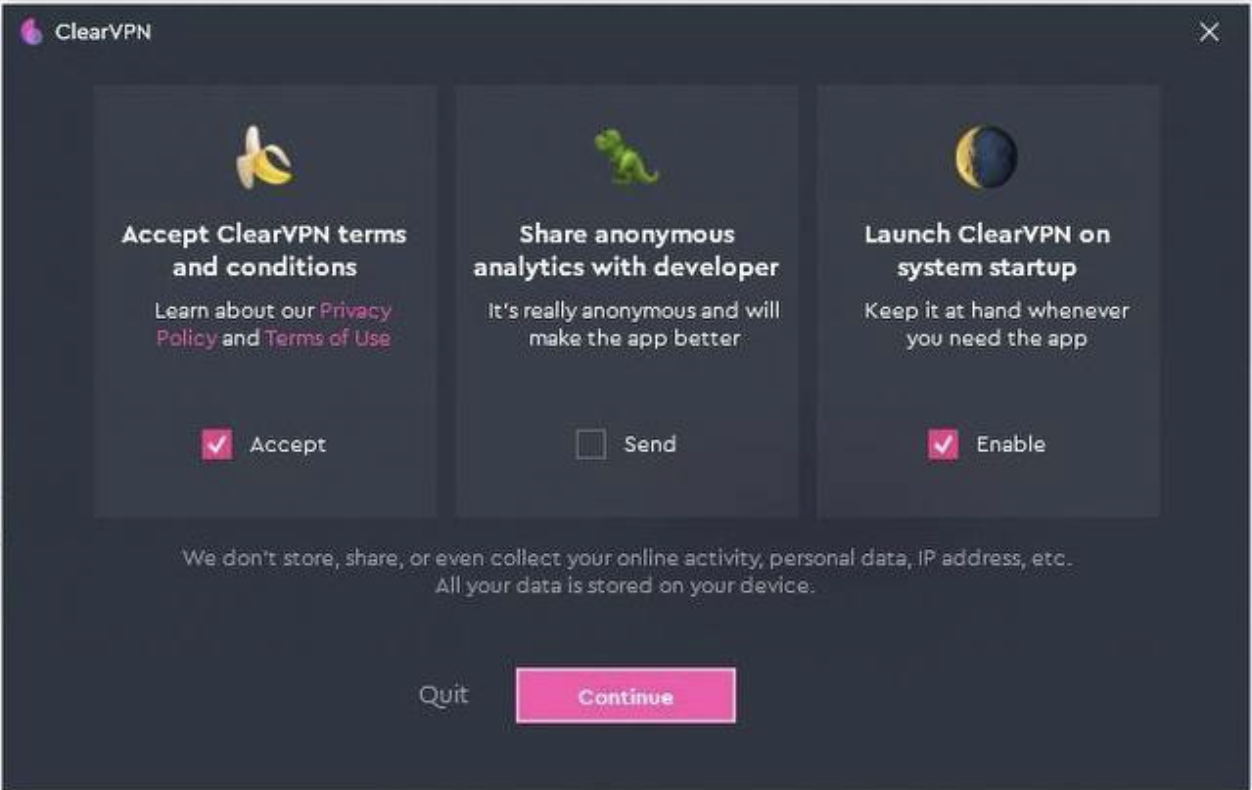 ClearVPN
Accept ClearVPN terms
and conditions
Learn about our Privacy
Policy and Terms of Use
Accept
Share anonymous
analytics with developer
It's really anonymous and will
make the app better
Send
Launch ClearVPN on
system startup
Keep it at hand whenever
you need the app
Enable
We don't store, share, or even collect your online activity, personal data, IP address, etc.
All your data is stored on your device.
Quit
Continue